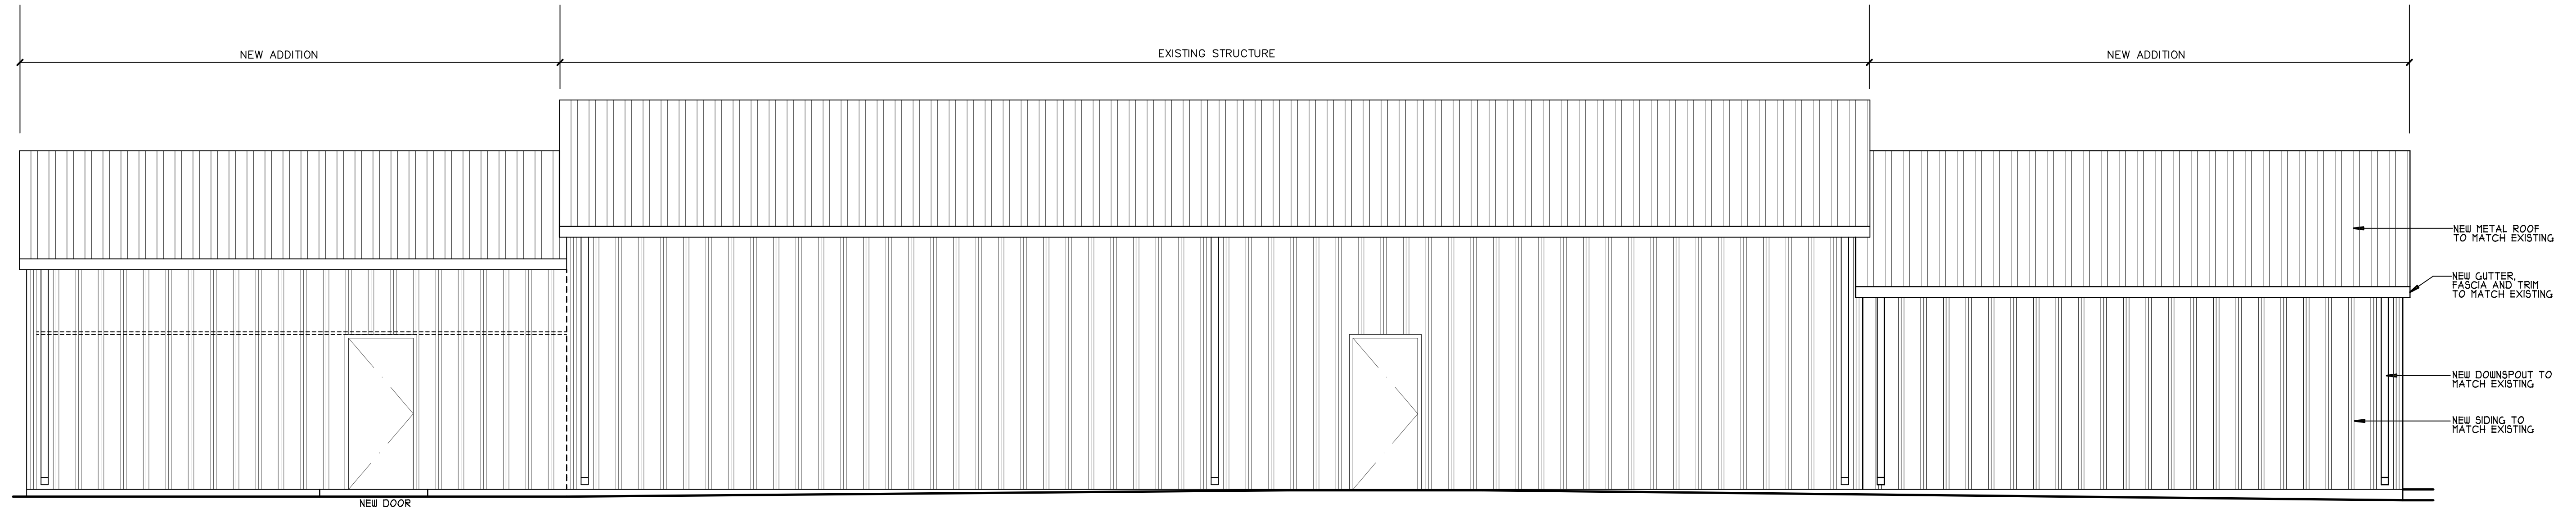 NEW ADDITION
EXISTING STRUCTURE
NEW ADDITION
NEW METAL ROOF
TO MATCH EXISTING
NEW GUTTER,
FASCIA AND TRIM
TO MATCH EXISTING
NEW DOWNSPOUT TO
MATCH EXISTING
NEW SIDING TO
MATCH EXISTING
NEW DOOR